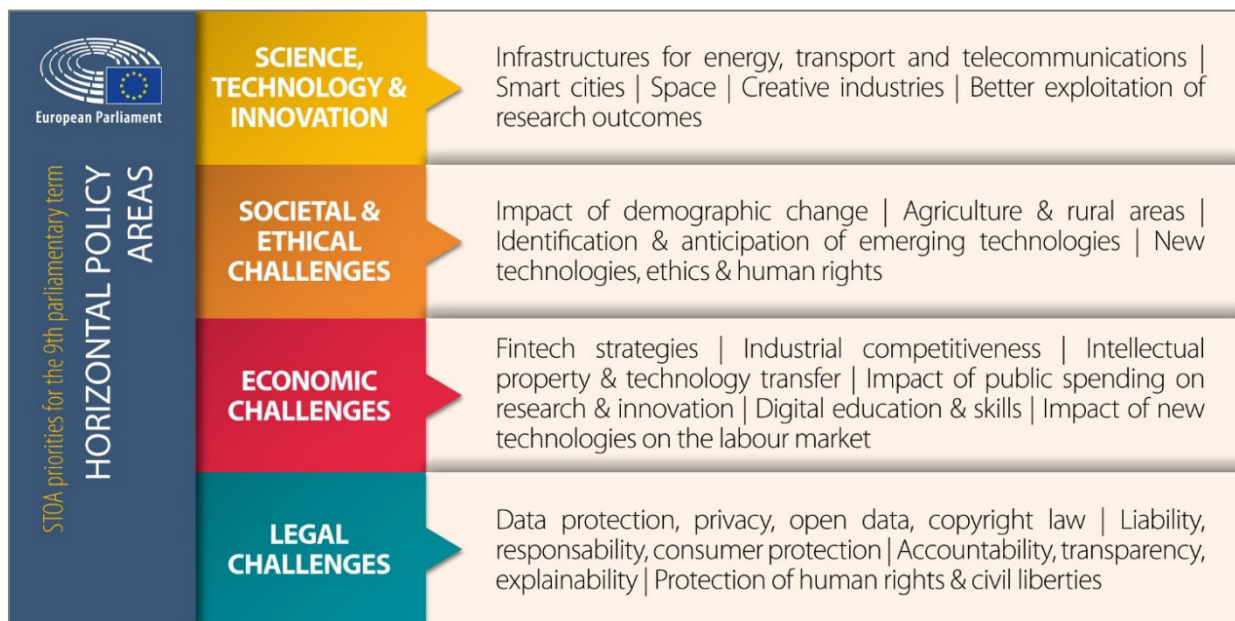 European Parliament
STOA priorities for the 9th parliamentary term
HORIZONTAL POLICY
AREAS
SCIENCE,
TECHNOLOGY &
INNOVATION
Infrastructures for energy, transport and telecommunications |
Smart cities | Space | Creative industries | Better exploitation of
research outcomes
SOCIETAL &
ETHICAL
CHALLENGES
Impact of demographic change | Agriculture & rural areas |
Identification & anticipation of emerging technologies | New
technologies, ethics & human rights
ECONOMIC
CHALLENGES
Fintech strategies | Industrial competitiveness | Intellectual
property & technology transfer | Impact of public spending on
research & innovation | Digital education & skills | Impact of new
technologies on the labour market
LEGAL
CHALLENGES
Data protection, privacy, open data, copyright law | Liability,
responsability, consumer protection | Accountability, transparency,
explainability | Protection of human rights & civil liberties